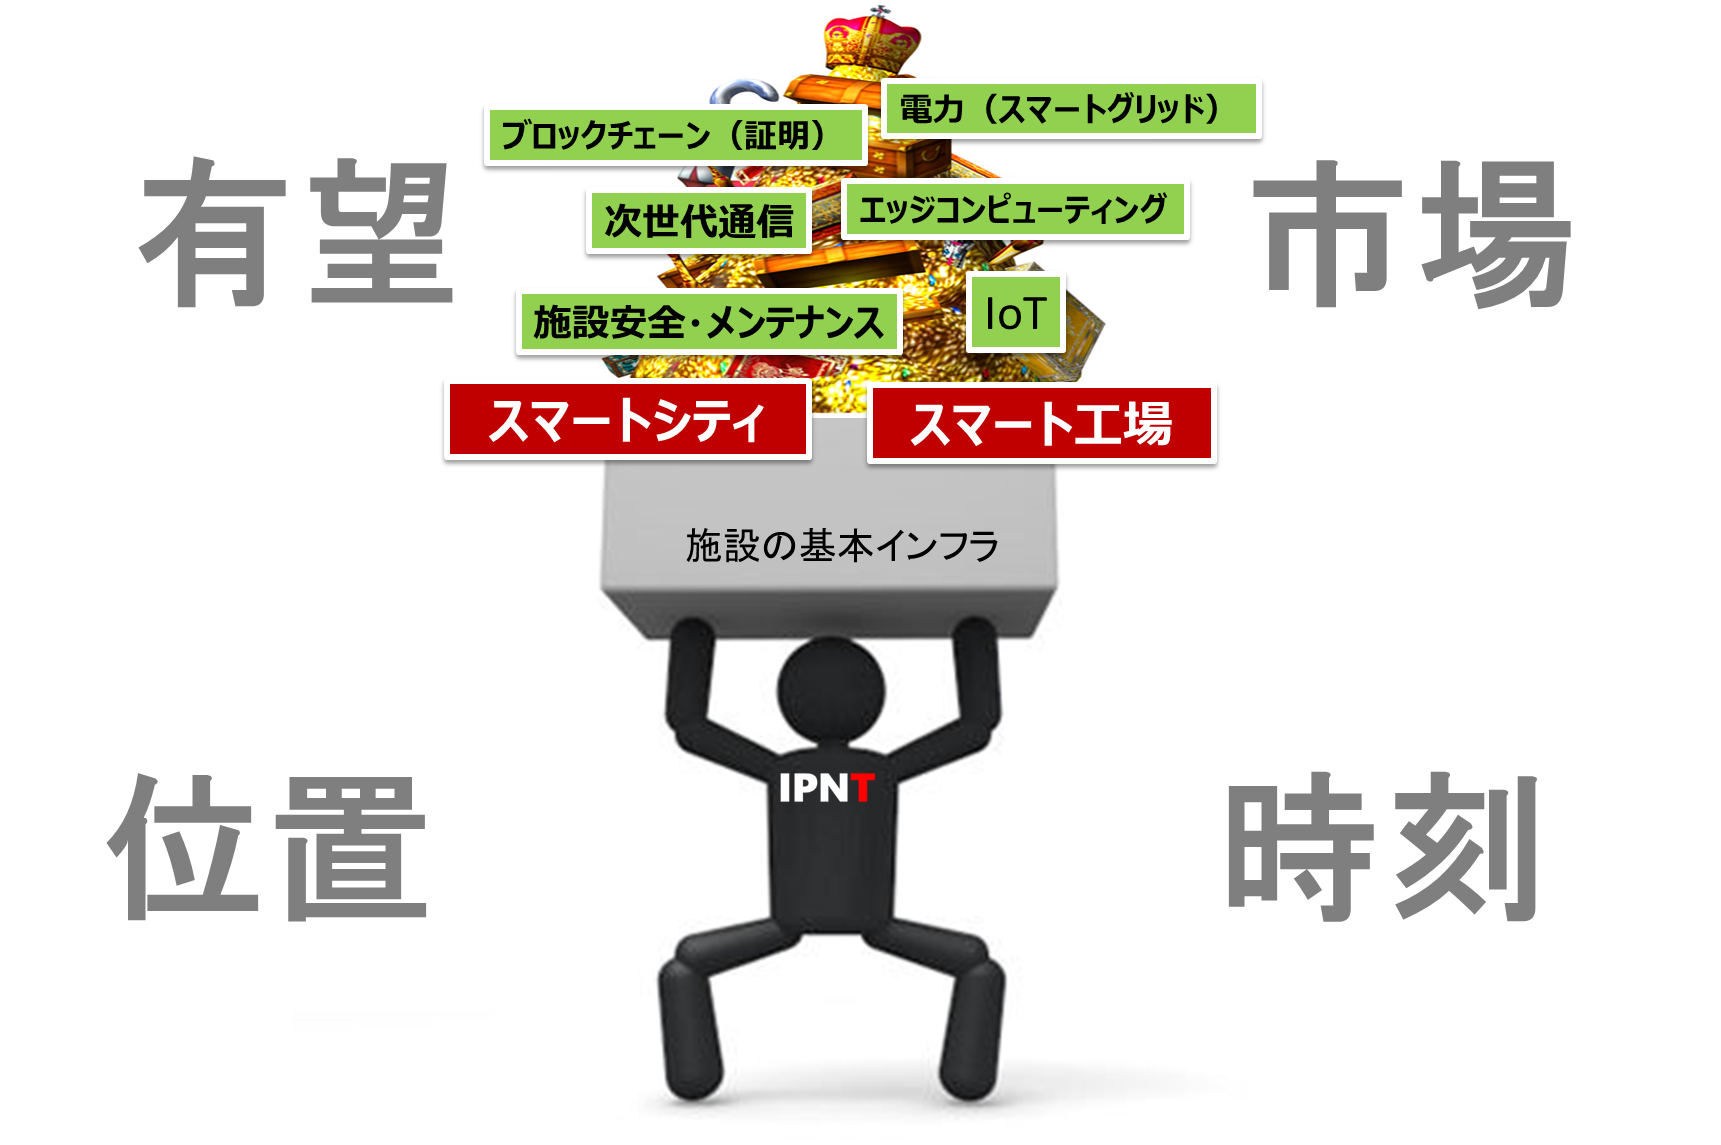 電力（スマートグリッド）
ブロックチェーン（証明）
有望
市場
次世代通信
エッジコンピューティング
施設安全・メンテナンス
IoT
スマートシティ
スマート工場
施設の基本インフラ
IPNT
位置
時刻